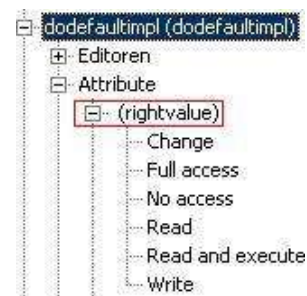 dodefaultimpl (dodefaultimpl)
Editoren
Attribute
(rightvalue)
Change
Full access
No access
Read
Read and execute
Write